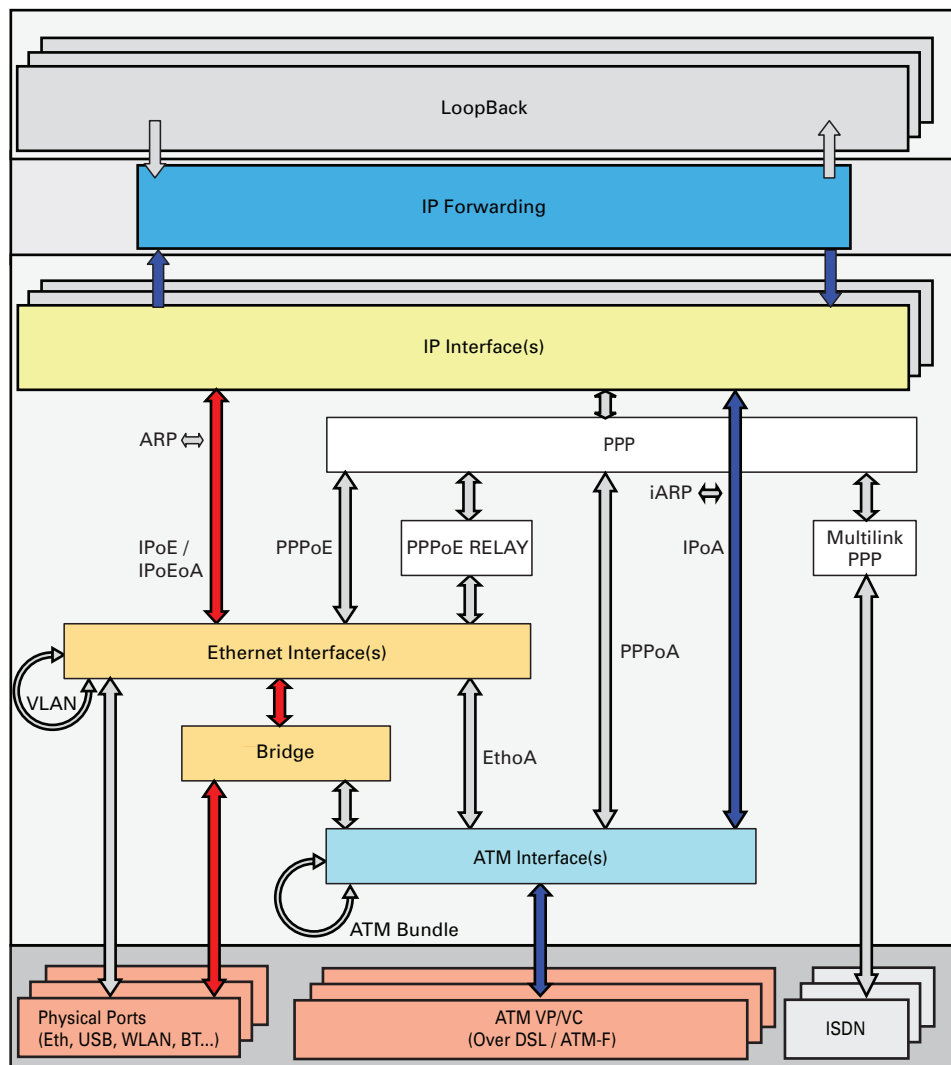 LoopBack
IP Forwarding
IP Interface(s)
ARP
PPP
iARP
IPoE /
IPoEoA
PPPoE
PPPoE RELAY
IPoA
Multilink
PPP
Ethernet Interface(s)
PPPoA
VLAN
Bridge
EthoA
ATM Interface(s)
ATM Bundle
Physical Ports
(Eth, USB, WLAN, BT...)
ATM VP/VC
(Over DSL / ATM-F)
ISDN